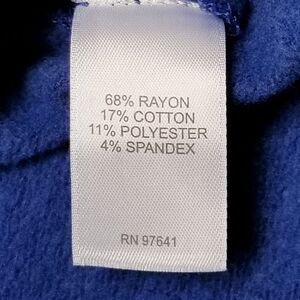 68% RAYON
17% COTTON
11% POLYESTER
4% SPANDEX
RN 97641